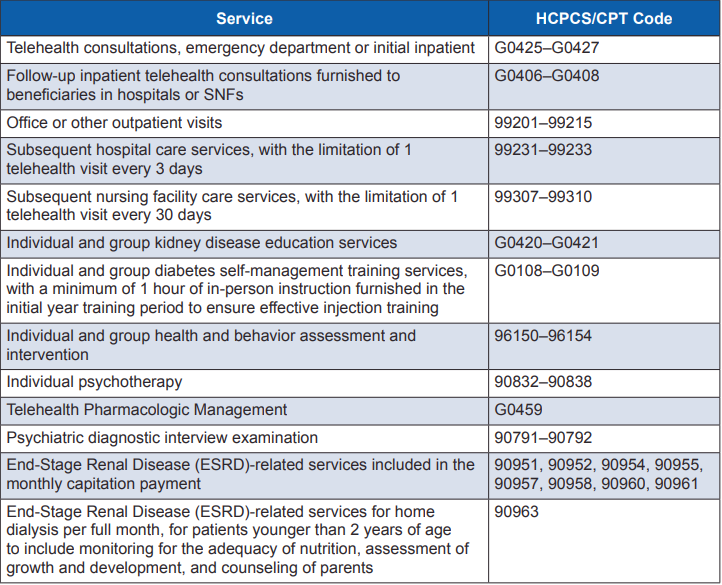 Service HCPCS/CPT Code
Telehealth consultations, emergency department or initial inpatient G0425–G0427
Follow-up inpatient telehealth consultations furnished to G0406–G0408
beneficiaries in hospitals or SNFs
Office or other outpatient visits 99201–99215
Subsequent hospital care services, with the limitation of 1 99231–99233
telehealth visit every 3 days
Subsequent nursing facility care services, with the limitation of 1 99307–99310
telehealth visit every 30 days
Individual and group kidney disease education services G0420–G0421
Individual and group diabetes self-management training services, G0108–G0109
with a minimum of 1 hour of in-person instruction furnished in the
initial year training period to ensure effective injection training
Individual and group health and behavior assessment and 96150–96154
intervention
Individual psychotherapy 90832–90838
Telehealth Pharmacologic Management G0459
Psychiatric diagnostic interview examination 90791–90792
End-Stage Renal Disease (ESRD)-related services included in the 90951, 90952, 90954, 90955,
monthly capitation payment 90957, 90958, 90960, 90961
End-Stage Renal Disease (ESRD)-related services for home 90963
dialysis per full month, for patients younger than 2 years of age
to include monitoring for the adequacy of nutrition, assessment of
growth and development, and counseling of parents